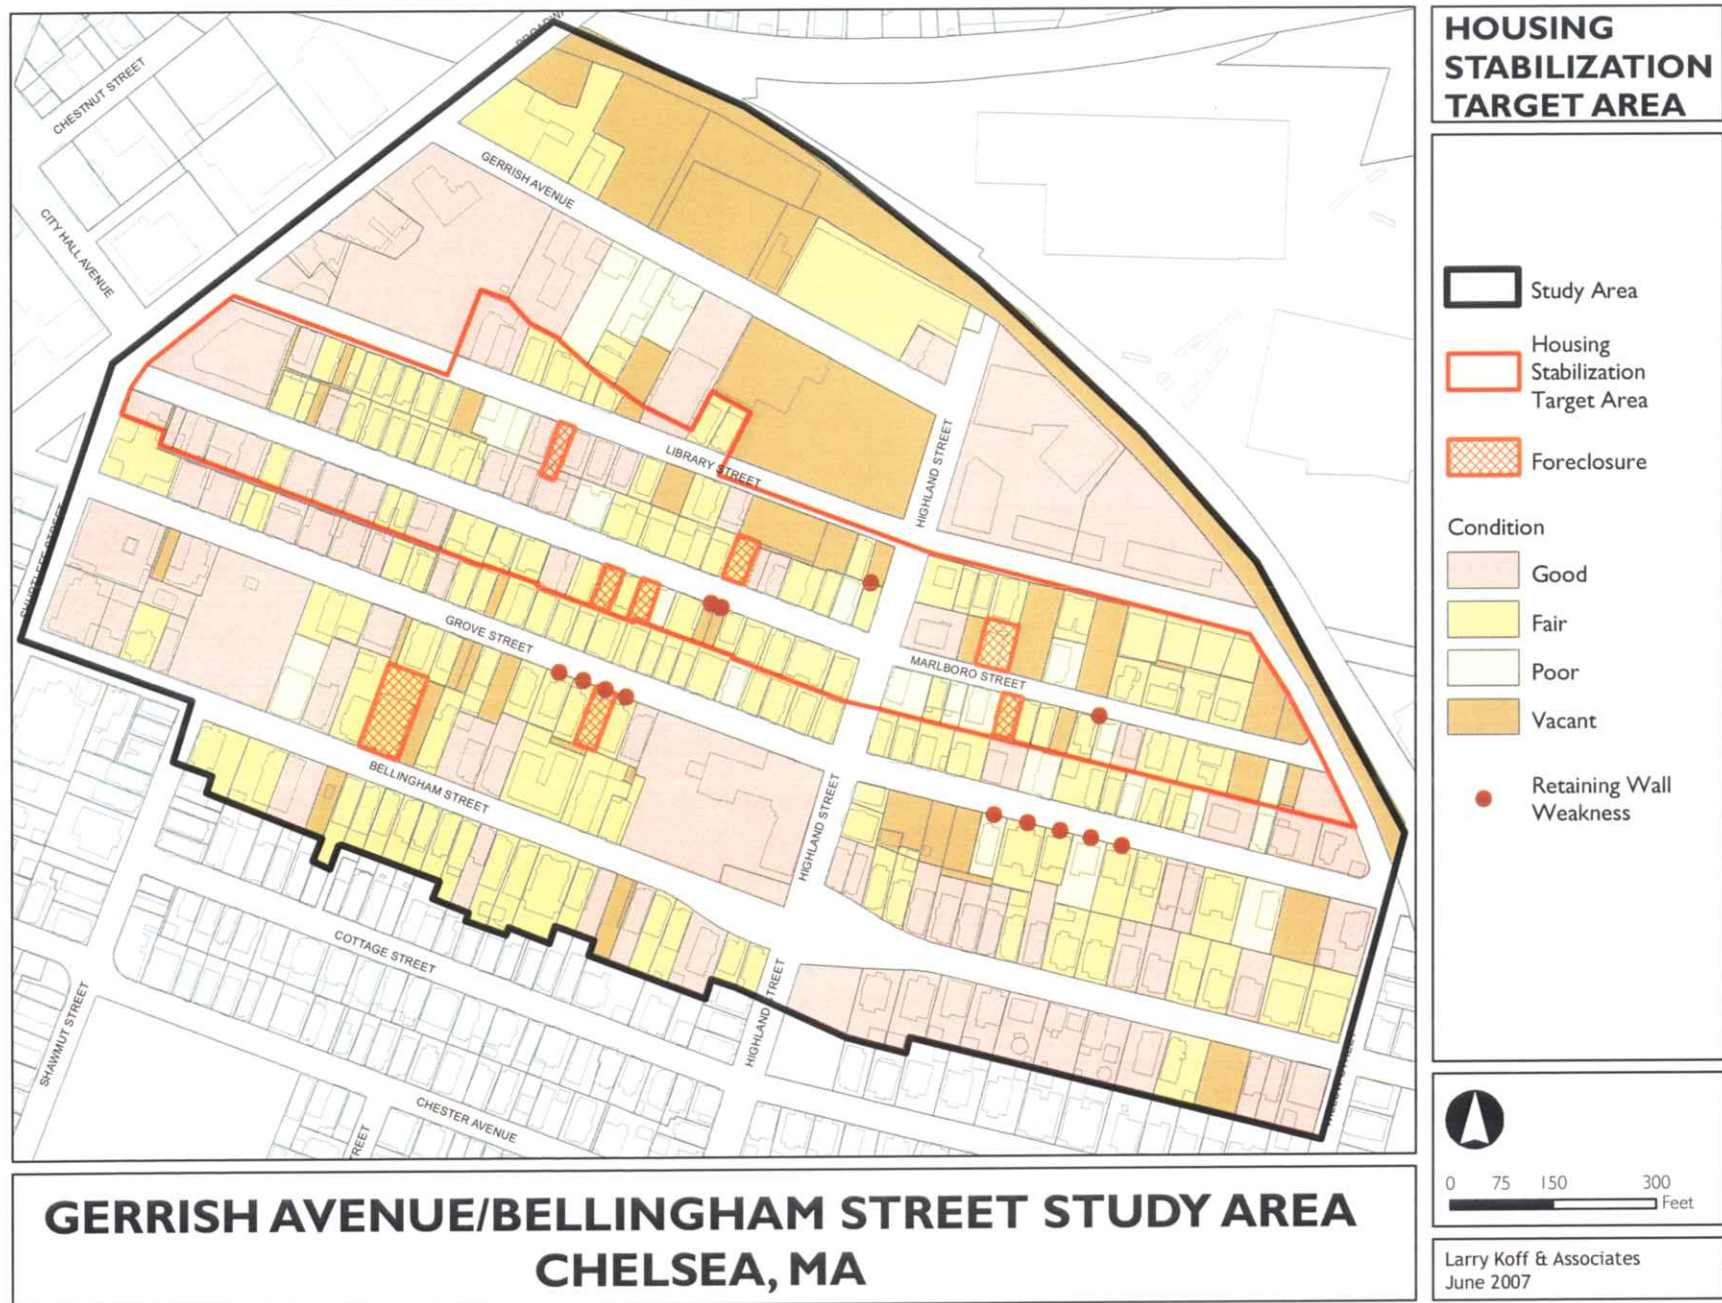 HOUSING
STABILIZATION
TARGET AREA
CHESTNUT STREET
CITY HALL AVENUE
GERRISH AVENUE
LIBRARY STREET
HIGHLAND STREET
MARLBORO STREET
GROVE STREET
BELLINGHAM STREET
HIGHLAND STREET
COTTAGE STREET
HIGHLAND STREET
SHAWMUT STREET
CHESTER AVENUE
Study Area
Housing
Stabilization
Target Area
Foreclosure
Condition
Good
Fair
Poor
Vacant
Retaining Wall
Weakness
0 75 150 300
Feet
GERRISH AVENUE/BELLINGHAM STREET STUDY AREA
CHELSEA, MA
Larry Koff & Associates
June 2007